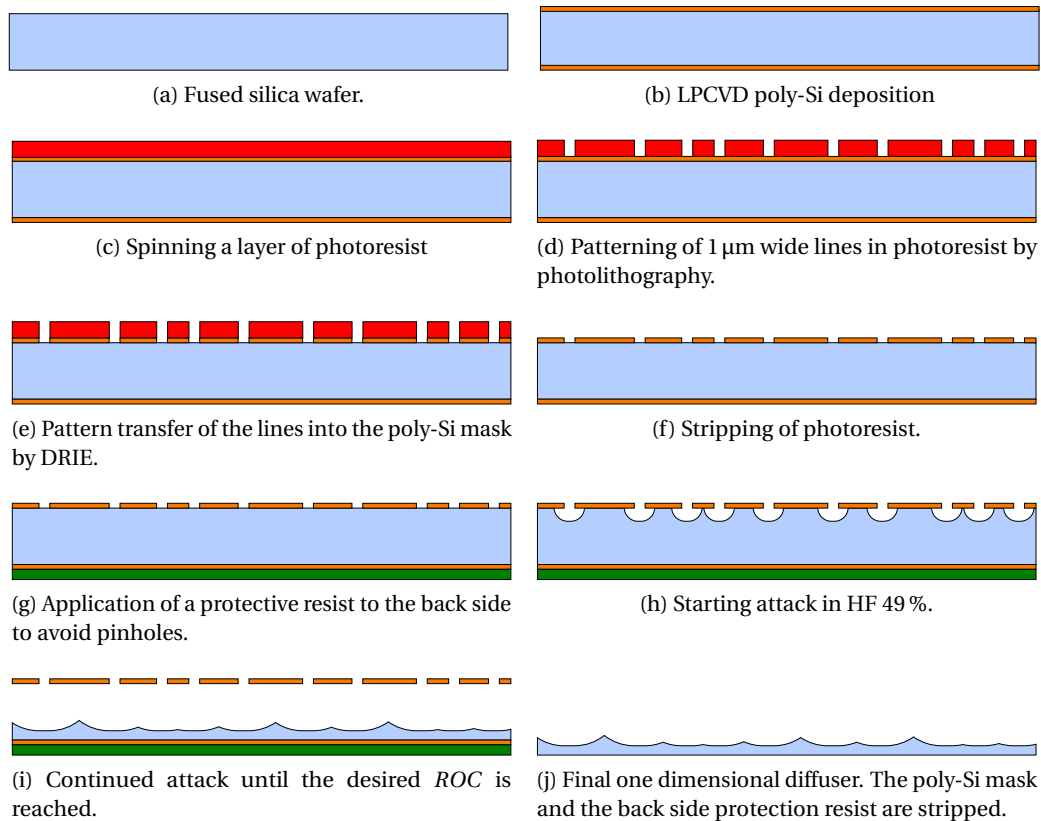 (a) Fused silica wafer.
(b) LPCVD poly-Si deposition
(c) Spinning a layer of photoresist
(d) Patterning of 1 µm wide lines in photoresist by
photolithography.
(e) Pattern transfer of the lines into the poly-Si mask
by DRIE.
(f) Stripping of photoresist.
(g) Application of a protective resist to the back side
to avoid pinholes.
(h) Starting attack in HF 49 %.
(i) Continued attack until the desired ROC is
reached.
(j) Final one dimensional diffuser. The poly-Si mask
and the back side protection resist are stripped.